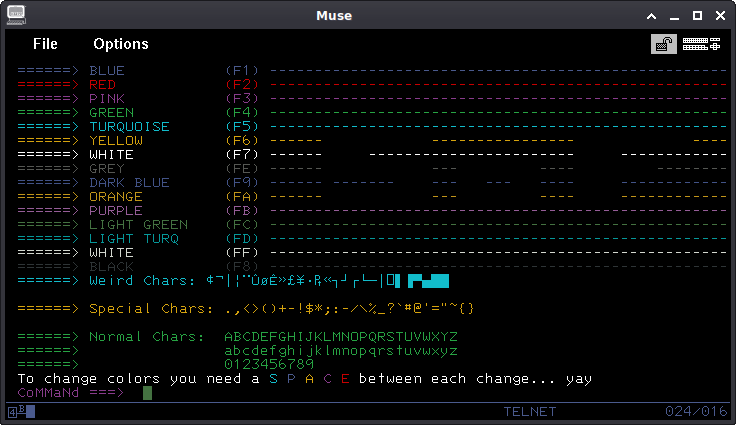 Muse
File Options
======> BLUE (F1) ---------------------------------------------------
======> RED (F2) ---------------------------------------------------
======> PINK (F3) ---------------------------------------------------
======> GREEN (F4) ---------------------------------------------------
======> TURQUOISE (F5) ---------------------------------------------------
======> YELLOW (F6) ------ ---------------- ----
======> WHITE (F7) ------ ----------------------- ------------
======> GREY (FE) --- --- ---
======> DARK BLUE (F9) ------ ------- --- --- ---
======> ORANGE (FA) ------ --- --- ---
======> PURPLE (FB) ---------------------------------------------------
======> LIGHT GREEN (FC) ---------------------------------------------------
======> LIGHT TURQ (FD) ---------------------------------------------------
======> WHITE (FF) ---------------------------------------------------
======> BLACK (F8) ---------------------------------------------------
======> Weird Chars:
======> Special Chars: .,<>()+-!$*;:-/\%_?`#@'="~{}
======> Normal Chars: ABCDEFGHIJKLMNOPQRSTUVWXYZ
======> abcdefghijklmnopqrstuvwxyz
======> 0123456789
To change colors you need a S P A C E between each change... yay
CoMMaNd ===>
4 B TELNET 024/016